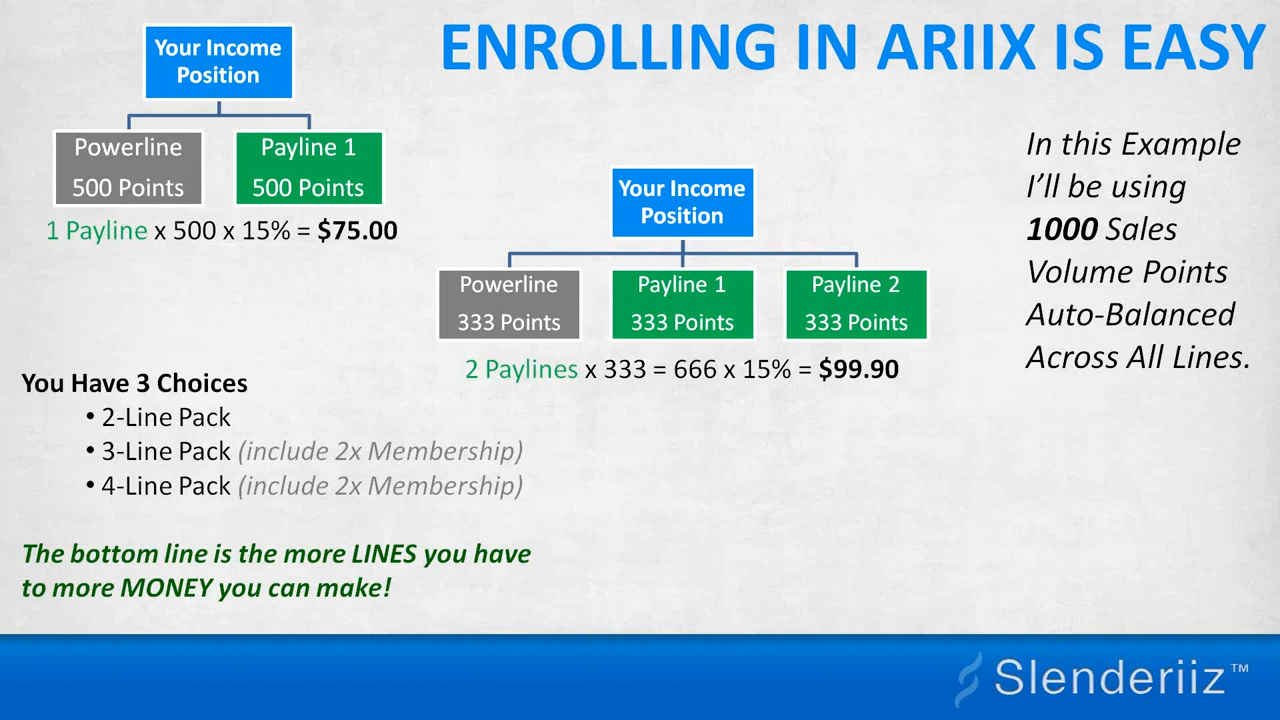 ENROLLING IN ARIIX IS EASY
Your Income
Position
Powerline
500 Points
Payline 1
500 Points
1 Payline x 500 x 15% = $75.00
Your Income
Position
Powerline
333 Points
Payline 1
333 Points
Payline 2
333 Points
2 Paylines x 333 = 666 x 15% = $99.90
In this Example
I'll be using
1000 Sales
Volume Points
Auto-Balanced
Across All Lines.
You Have 3 Choices
• 2-Line Pack
• 3-Line Pack (include 2x Membership)
• 4-Line Pack (include 2x Membership)
The bottom line is the more LINES you have
to more MONEY you can make!
Slenderiiz™